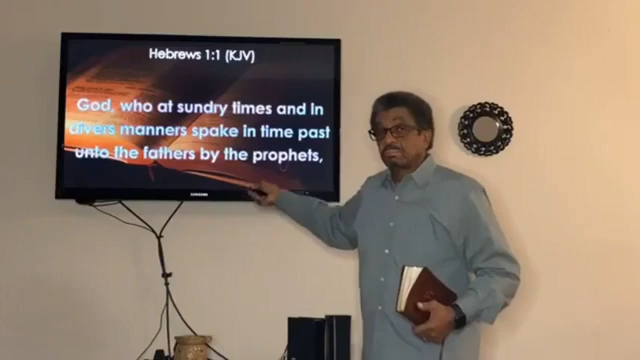 Hebrews 1:1 (KJV)
God, who at sundry times and in
divers manners spake in time past
unto the fathers by the prophets,
SAMSUNG